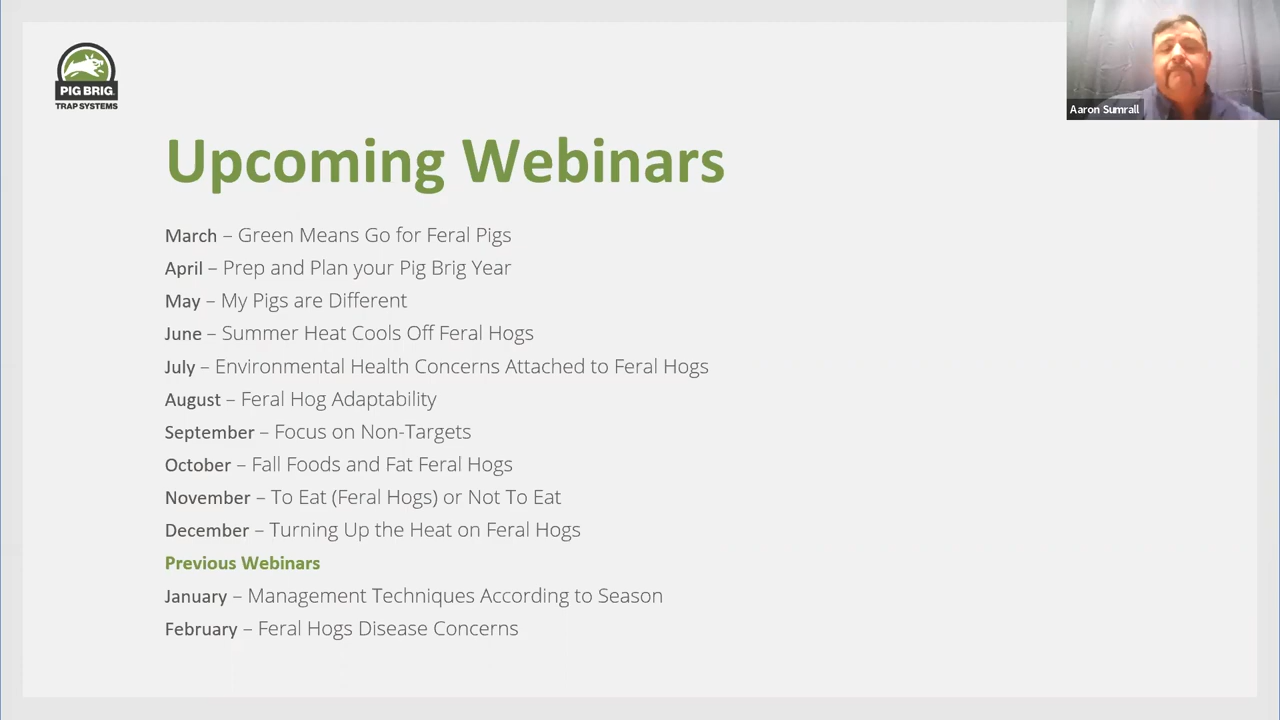 PIG BRIG
TRAP SYSTEMS
Aaron Sumrall
Upcoming Webinars
March – Green Means Go for Feral Pigs
April – Prep and Plan your Pig Brig Year
May – My Pigs are Different
June – Summer Heat Cools Off Feral Hogs
July – Environmental Health Concerns Attached to Feral Hogs
August – Feral Hog Adaptability
September – Focus on Non-Targets
October – Fall Foods and Fat Feral Hogs
November – To Eat (Feral Hogs) or Not To Eat
December – Turning Up the Heat on Feral Hogs
Previous Webinars
January – Management Techniques According to Season
February – Feral Hogs Disease Concerns